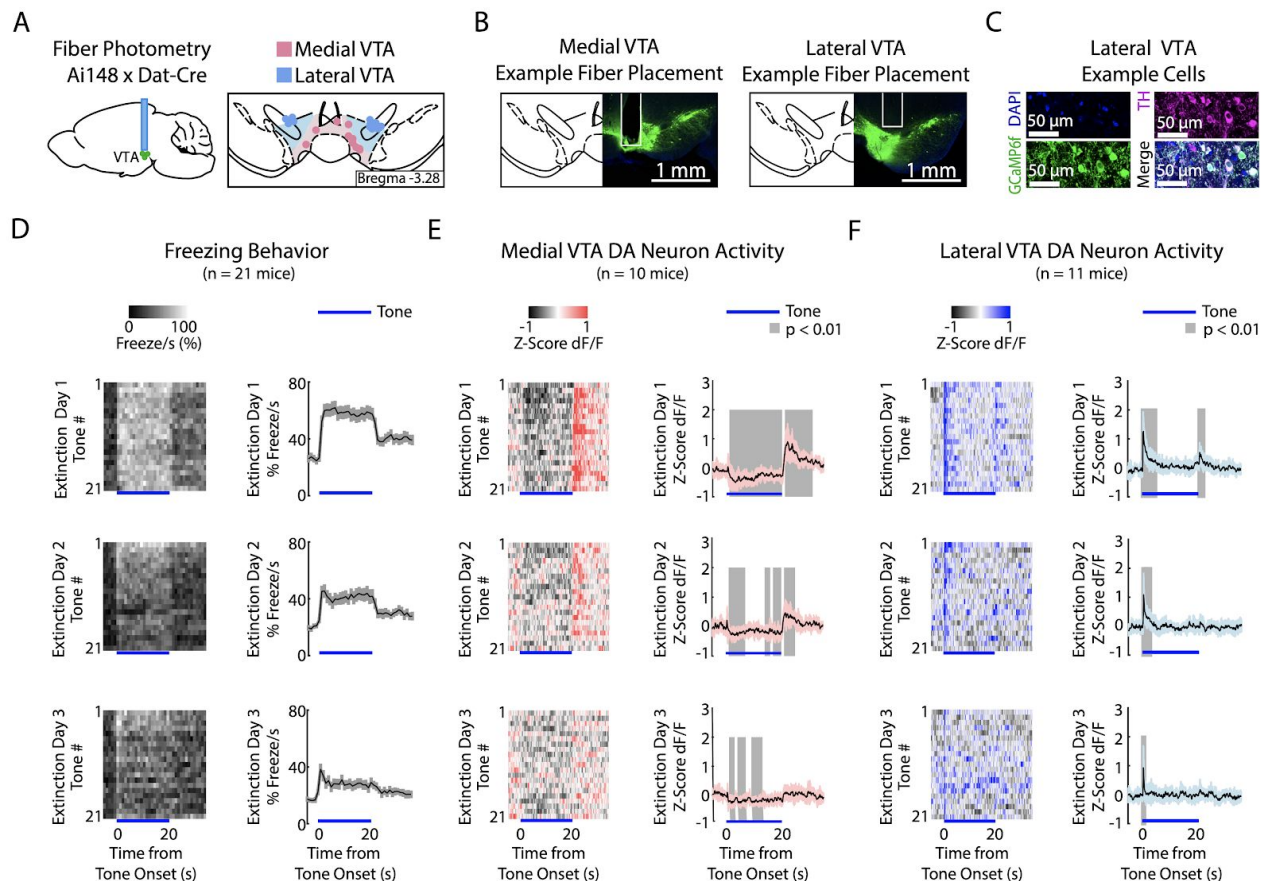 A
Fiber Photometry
Ai148 x Dat-Cre
VTA
Medial VTA
Lateral VTA
Bregma -3.28
B
Medial VTA
Example Fiber Placement
1 mm
Lateral VTA
Example Fiber Placement
1 mm
C
Lateral VTA
Example Cells
DAPI
50 µm
TH
50 µm
GCaMP6f
50 µm
Merge
50 µm
D
Freezing Behavior
(n = 21 mice)
0 100
Freeze/s (%)
Tone
Extinction Day 1
Tone #
1
21
Extinction Day 1
% Freeze/s
80
40
0
Extinction Day 2
Tone #
1
21
Extinction Day 2
% Freeze/s
80
40
0
Extinction Day 3
Tone #
1
21
0 20
Time from
Tone Onset (s)
Extinction Day 3
% Freeze/s
80
40
0
0 20
Time from
Tone Onset (s)
E
Medial VTA DA Neuron Activity
(n = 10 mice)
-1 1
Z-Score dF/F
Tone
p < 0.01
Extinction Day 1
Tone #
1
21
Extinction Day 1
Z-Score dF/F
3
2
1
0
-1
Extinction Day 2
Tone #
1
21
Extinction Day 2
Z-Score dF/F
3
2
1
0
-1
Extinction Day 3
Tone #
1
21
0 20
Time from
Tone Onset (s)
Extinction Day 3
Z-Score dF/F
3
2
1
0
-1
0 20
Time from
Tone Onset (s)
F
Lateral VTA DA Neuron Activity
(n = 11 mice)
-1 1
Z-Score dF/F
Tone
p < 0.01
Extinction Day 1
Tone #
1
21
Extinction Day 1
Z-Score dF/F
3
2
1
0
-1
Extinction Day 2
Tone #
1
21
Extinction Day 2
Z-Score dF/F
3
2
1
0
-1
Extinction Day 3
Tone #
1
21
0 20
Time from
Tone Onset (s)
Extinction Day 3
Z-Score dF/F
3
2
1
0
-1
0 20
Time from
Tone Onset (s)